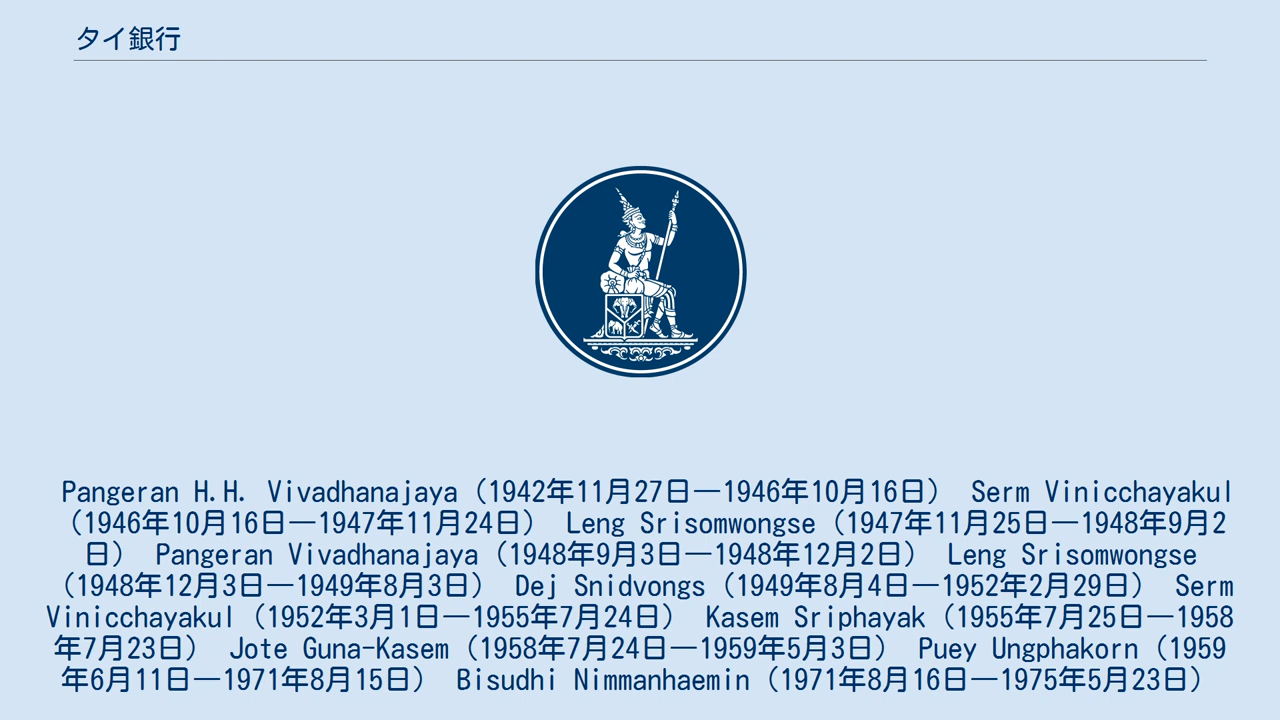 タイ銀行
Pangeran H.H. Vivadhanajaya（1942年11月27日—1946年10月16日） Serm Vinicchayakul
（1946年10月16日—1947年11月24日） Leng Srisomwongse（1947年11月25日—1948年9月2
日） Pangeran Vivadhanajaya（1948年9月3日—1948年12月2日） Leng Srisomwongse
（1948年12月3日—1949年8月3日） Dej Snidvongs（1949年8月4日—1952年2月29日） Serm
Vinicchayakul（1952年3月1日—1955年7月24日） Kasem Sriphayak（1955年7月25日—1958
年7月23日） Jote Guna-Kasem（1958年7月24日—1959年5月3日） Puey Ungphakorn（1959
年6月11日—1971年8月15日） Bisudhi Nimmanhaemin（1971年8月16日—1975年5月23日）